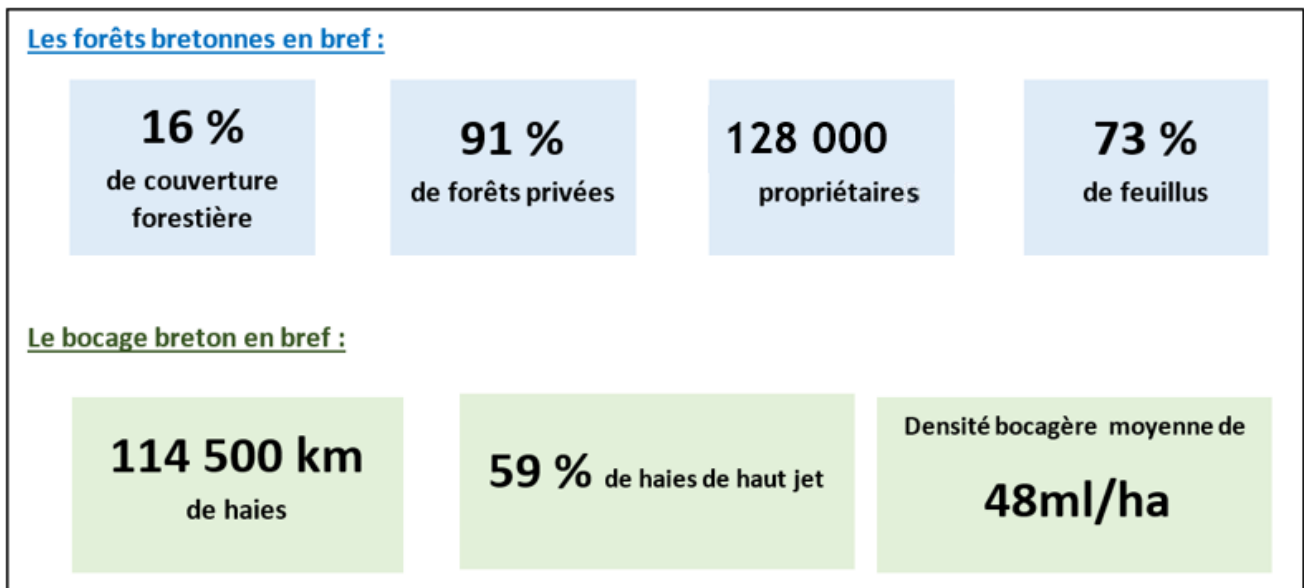 Les forêts bretonnes en bref :
16 %
de couverture
forestière
91 %
de forêts privées
128 000
propriétaires
73 %
de feuillus
Le bocage breton en bref :
114 500 km
de haies
59 % de haies de haut jet
Densité bocagère moyenne de
48ml/ha